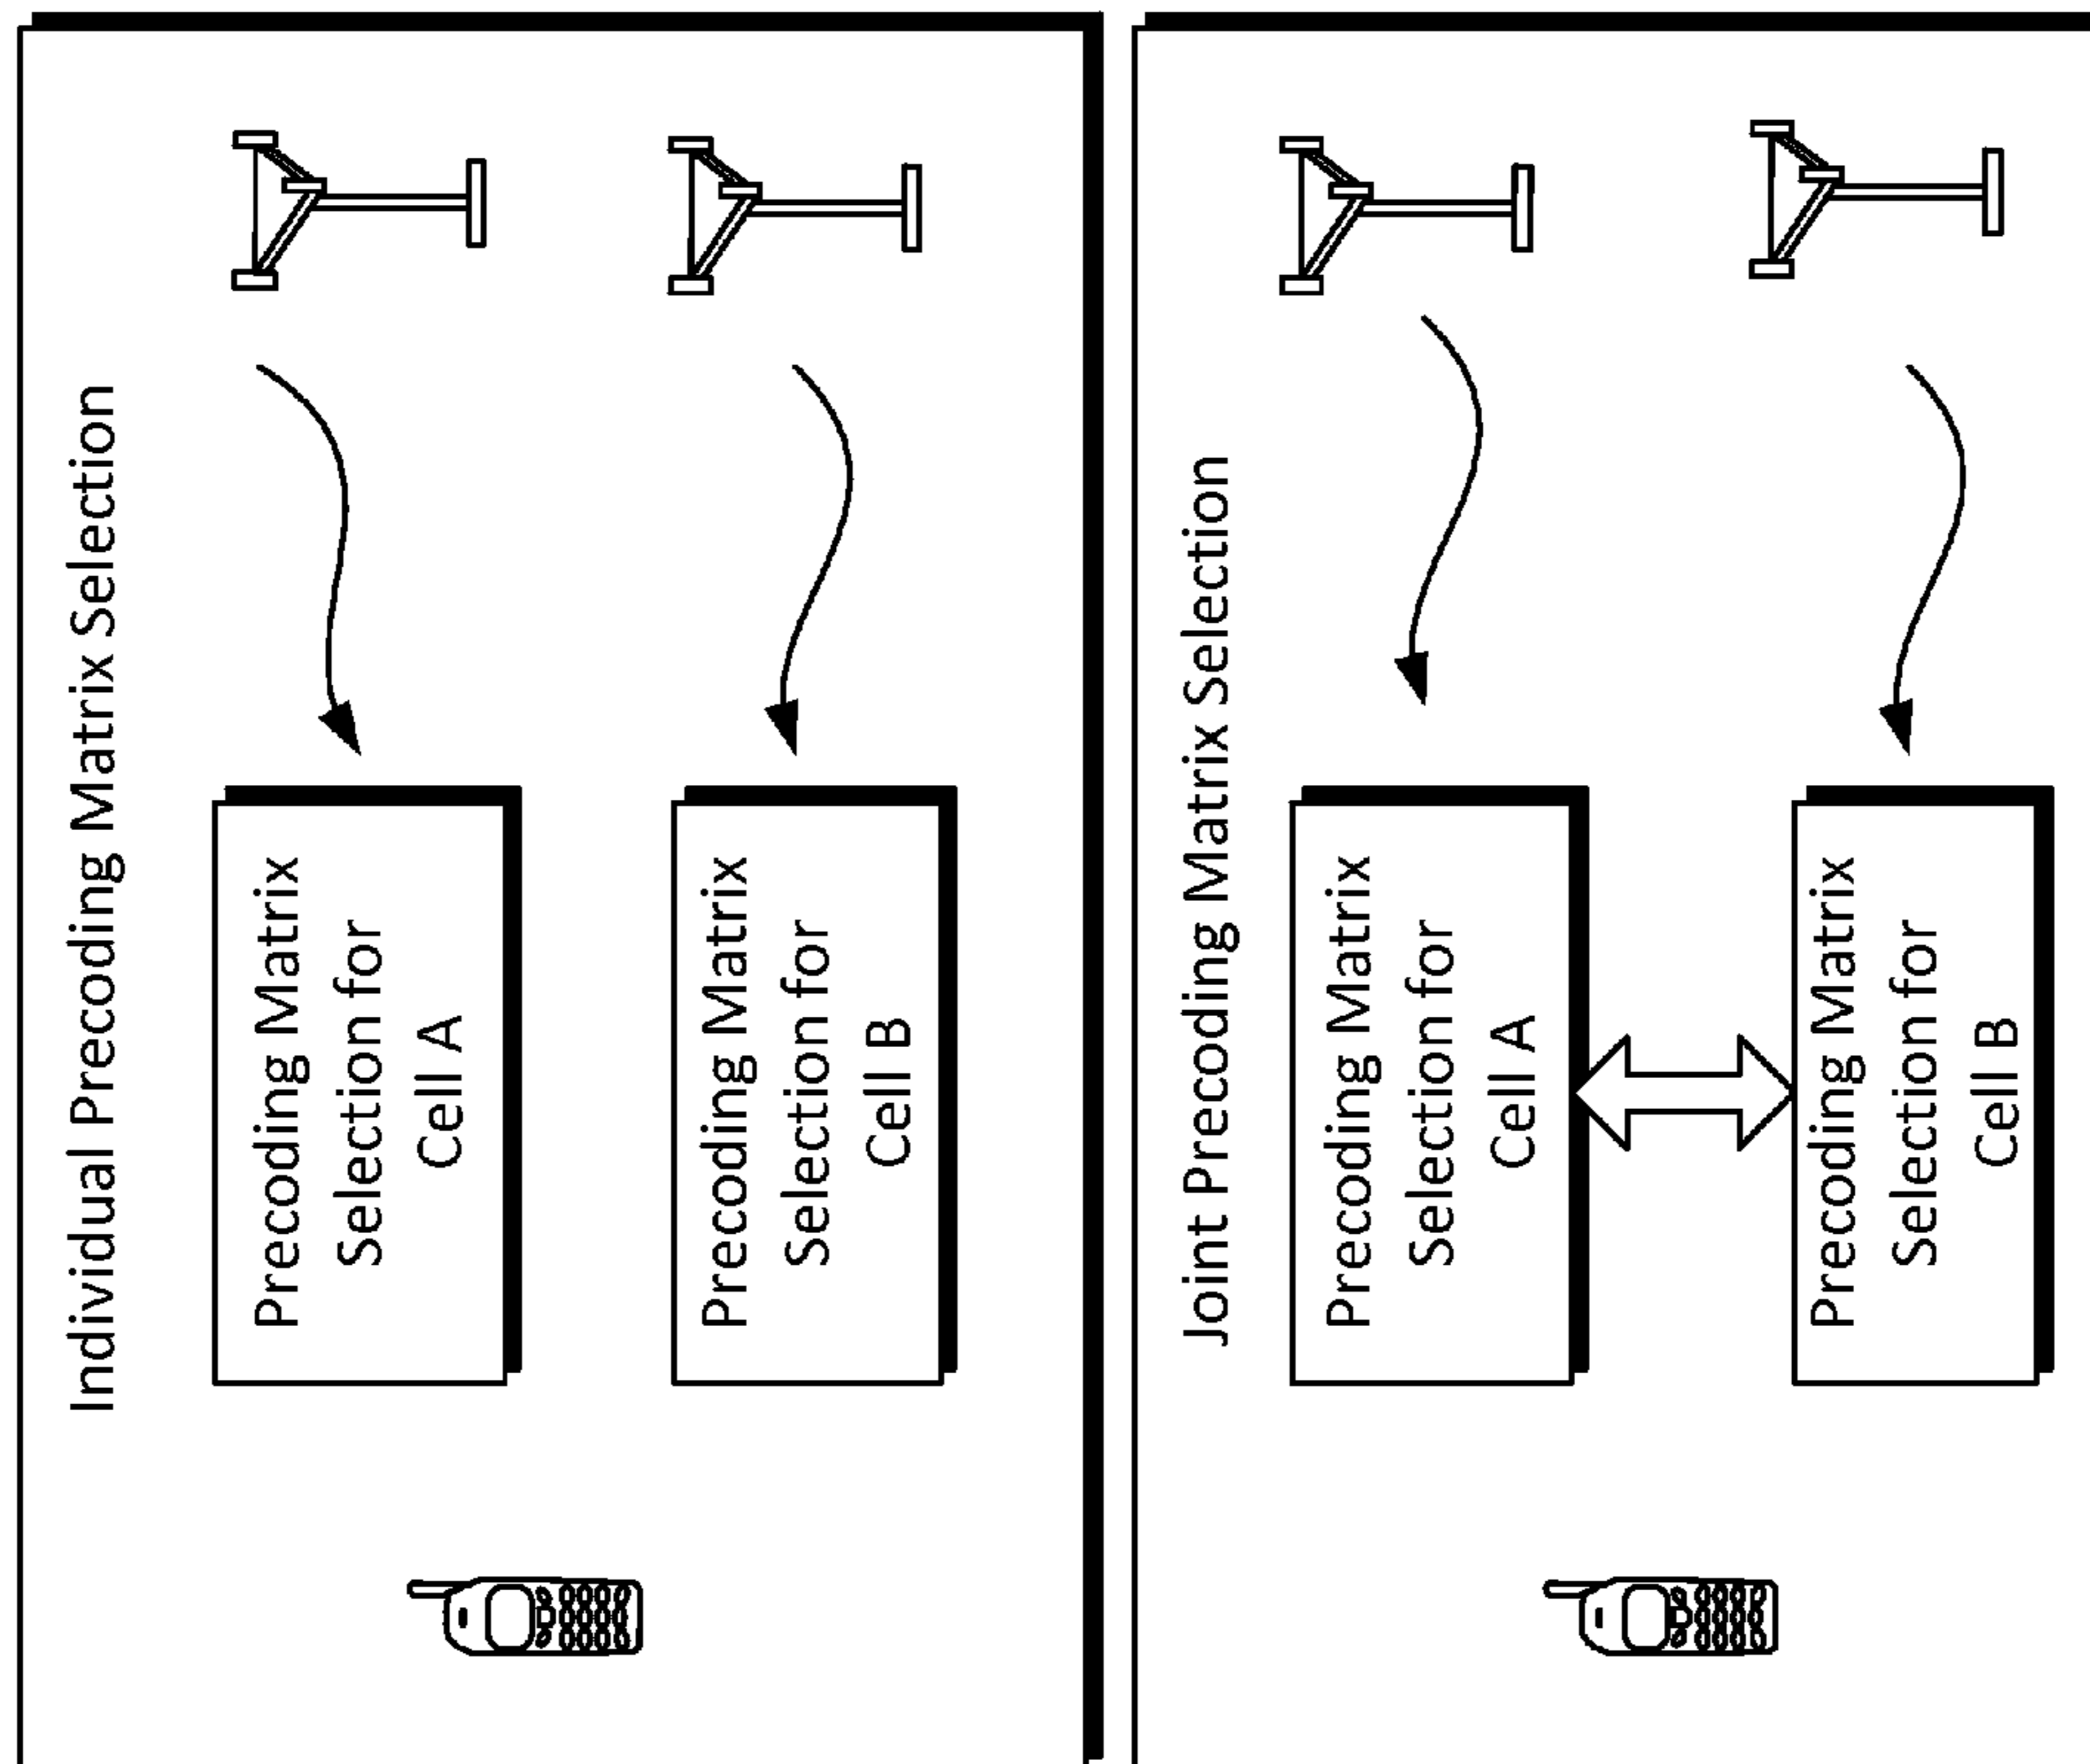 Individual Precoding Matrix Selection
Precoding Matrix
Selection for
Cell A
Precoding Matrix
Selection for
Cell B
Joint Precoding Matrix Selection
Precoding Matrix
Selection for
Cell A
Precoding Matrix
Selection for
Cell B